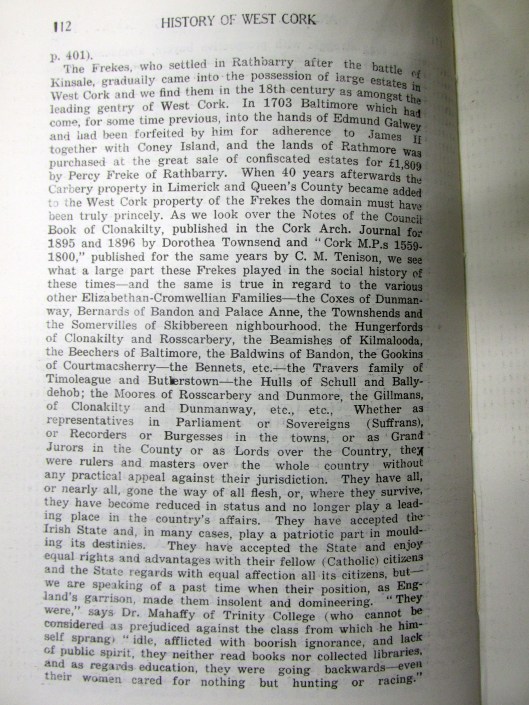 112
HISTORY OF WEST CORK
p. 401).
The Frekes, who settled in Rathbarry after the battle of
Kinsale, gradually came into the possession of large estates in
West Cork and we find them in the 18th century as amongst the
leading gentry of West Cork. In 1703 Baltimore which had
come, for some time previous, into the hands of Edmund Galwey
and had been forfeited by him for adherence to James II
together with Coney Island, and the lands of Rathmore was
purchased at the great sale of confiscated estates for £1,809
by Percy Freke of Rathbarry. When 40 years afterwards the
Carbery property in Limerick and Queen's County became added
to the West Cork property of the Frekes the domain must have
been truly princely. As we look over the Notes of the Council
Book of Clonakilty, published in the Cork Arch. Journal for
1895 and 1896 by Dorothea Townsend and "Cork M.P.s 1559-
1800," published for the same years by C. M. Tenison, we see
what a large part these Frekes played in the social history of
these times—and the same is true in regard to the various
other Elizabethan-Cromwellian Families—the Coxes of Dunman-
way, Bernards of Bandon and Palace Anne, the Townshends and
the Somervilles of Skibbereen nighbourhood, the Hungerfords
of Clonakilty and Rosscarbery, the Beamishes of Kilmalooda,
the Beechers of Baltimore, the Baldwins of Bandon, the Gookins
of Courtmacsherry—the Bennets, etc.—the Travers family of
Timoleague and Butlerstown—the Hulls of Schull and Bally-
dehob; the Moores of Rosscarbery and Dunmore, the Gillmans,
of Clonakilty and Dunmanway, etc., etc., Whether as
representatives in Parliament or Sovereigns (Suffrans),
or Recorders or Burgesses in the towns, or as Grand
Jurors in the County or as Lords over the Country, they
were rulers and masters over the whole country without
any practical appeal against their jurisdiction. They have all,
or nearly all, gone the way of all flesh, or, where they survive,
they have become reduced in status and no longer play a lead-
ing place in the country's affairs. They have accepted the
Irish State and, in many cases, play a patriotic part in mould-
ing its destinies. They have accepted the State and enjoy
equal rights and advantages with their fellow (Catholic) citizens
and the State regards with equal affection all its citizens, but—
we are speaking of a past time when their position, as Eng-
land's garrison, made them insolent and domineering. "They
were," says Dr. Mahaffy of Trinity College (who cannot be
considered as prejudiced against the class from which he him-
self sprang) "idle, afflicted with boorish ignorance, and lack
of public spirit, they neither read books nor collected libraries,
and as regards education, they were going backwards—even
their women cared for nothing but hunting or racing."